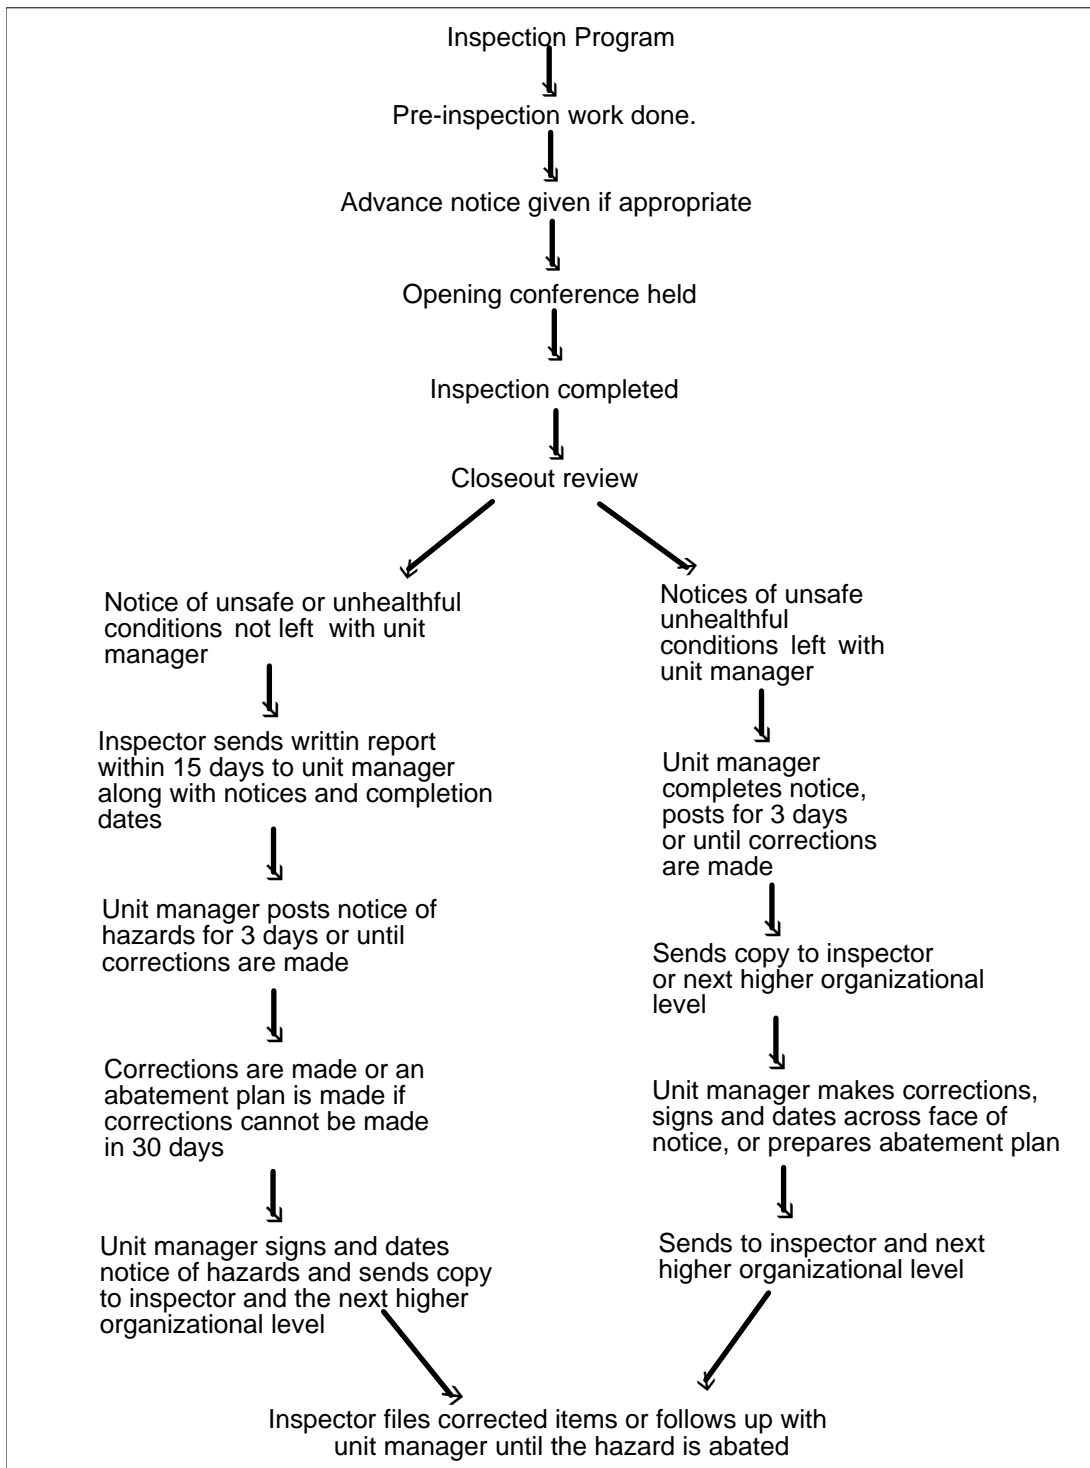 Inspection Program
Pre-inspection work done.
Advance notice given if appropriate
Opening conference held
Inspection completed
Closeout review
Notice of unsafe or unhealthful
conditions not left with unit
manager
Inspector sends writtin report
within 15 days to unit manager
along with notices and completion
dates
Unit manager posts notice of
hazards for 3 days or until
corrections are made
Corrections are made or an
abatement plan is made if
corrections cannot be made
in 30 days
Unit manager signs and dates
notice of hazards and sends copy
to inspector and the next higher
organizational level
Notices of unsafe
unhealthful
conditions left with
unit manager
Unit manager
completes notice,
posts for 3 days
or until corrections
are made
Sends copy to inspector
or next higher organizational
level
Unit manager makes corrections,
signs and dates across face of
notice, or prepares abatement plan
Sends to inspector and next
higher organizational level
Inspector files corrected items or follows up with
unit manager until the hazard is abated